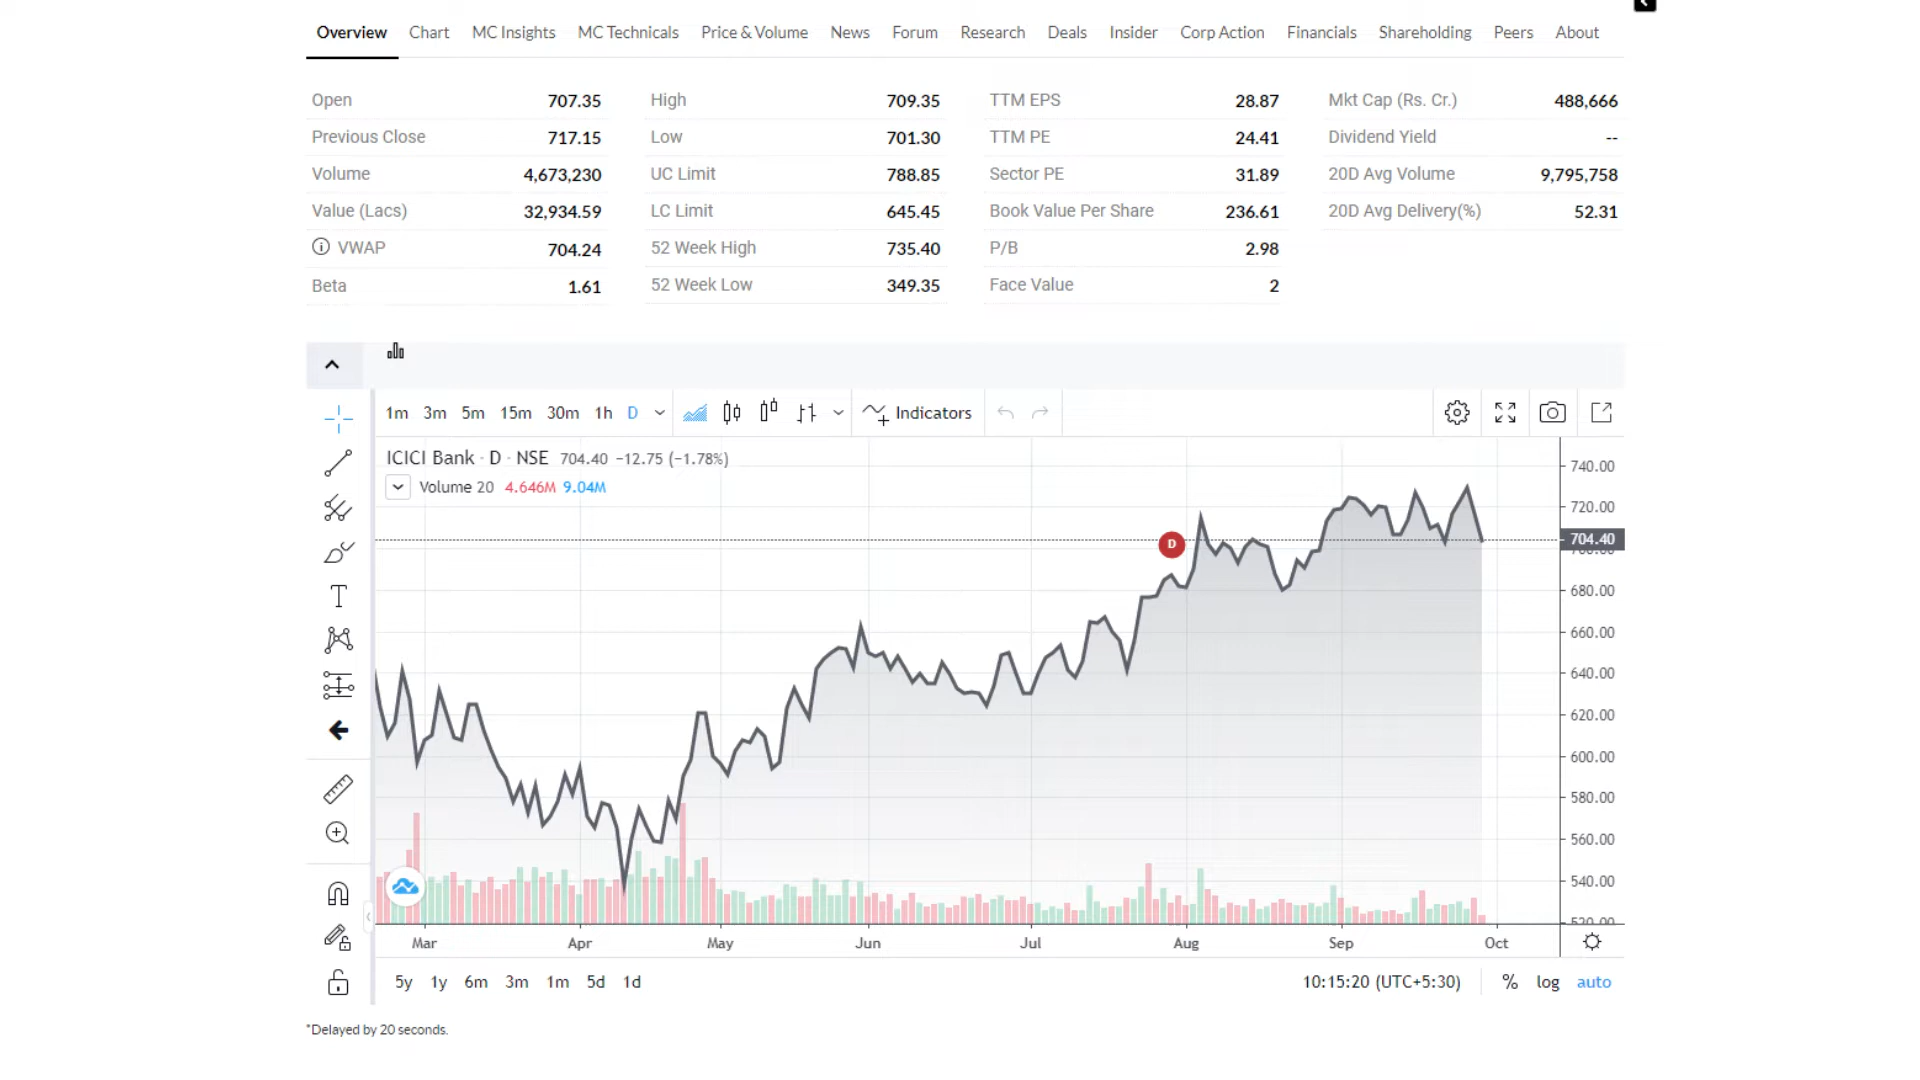 Overview Chart MC Insights MC Technicals Price & Volume News Forum Research Deals Insider Corp Action Financials Shareholding Peers About
Open 707.35 High 709.35 TTM EPS 28.87 Mkt Cap (Rs. Cr.) 488,666
Previous Close 717.15 Low 701.30 TTM PE 24.41 Dividend Yield --
Volume 4,673,230 UC Limit 788.85 Sector PE 31.89 20D Avg Volume 9,795,758
Value (Lacs) 32,934.59 LC Limit 645.45 Book Value Per Share 236.61 20D Avg Delivery(%) 52.31
VWAP 704.24 52 Week High 735.40 P/B 2.98
Beta 1.61 52 Week Low 349.35 Face Value 2
1m 3m 5m 15m 30m 1h D Indicators
ICICI Bank · D · NSE 704.40 −12.75 (−1.78%)
Volume 20 4.646M 9.04M
740.00
720.00
D
704.40
700.00
680.00
660.00
640.00
620.00
600.00
580.00
560.00
540.00
520.00
Mar Apr May Jun Jul Aug Sep Oct
5y 1y 6m 3m 1m 5d 1d 10:15:20 (UTC+5:30) % log auto
*Delayed by 20 seconds.